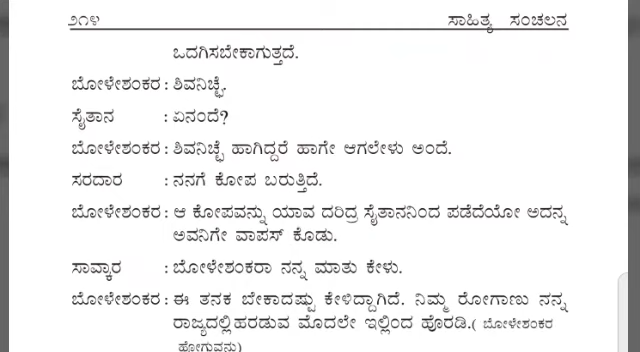 ೨೧೪ ಸಾಹಿತ್ಯ ಸಂಚಲನ
ಒದಗಿಸಬೇಕಾಗುತ್ತದೆ.
ಬೋಳೇಶಂಕರ : ಶಿವನಿಚ್ಛೆ.
ಸೈತಾನ : ಏನಂದೆ?
ಬೋಳೇಶಂಕರ : ಶಿವನಿಚ್ಛೆ ಹಾಗಿದ್ದರೆ ಹಾಗೇ ಆಗಲೇಳು ಅಂದೆ.
ಸರದಾರ : ನನಗೆ ಕೋಪ ಬರುತ್ತಿದೆ.
ಬೋಳೇಶಂಕರ : ಆ ಕೋಪವನ್ನು ಯಾವ ದರಿದ್ರ ಸೈತಾನನಿಂದ ಪಡೆದೆಯೋ ಅದನ್ನ
ಅವನಿಗೇ ವಾಪಸ್ ಕೊಡು.
ಸಾವ್ಕಾರ : ಬೋಳೇಶಂಕರಾ ನನ್ನ ಮಾತು ಕೇಳು.
ಬೋಳೇಶಂಕರ : ಈ ತನಕ ಬೇಕಾದಷ್ಟು ಕೇಳಿದ್ದಾಗಿದೆ. ನಿಮ್ಮ ರೋಗಾಣು ನನ್ನ
ರಾಜ್ಯದಲ್ಲಿ ಹರಡುವ ಮೊದಲೇ ಇಲ್ಲಿಂದ ಹೊರಡಿ.( ಬೋಳೇಶಂಕರ
ಹೋಗುವನು)